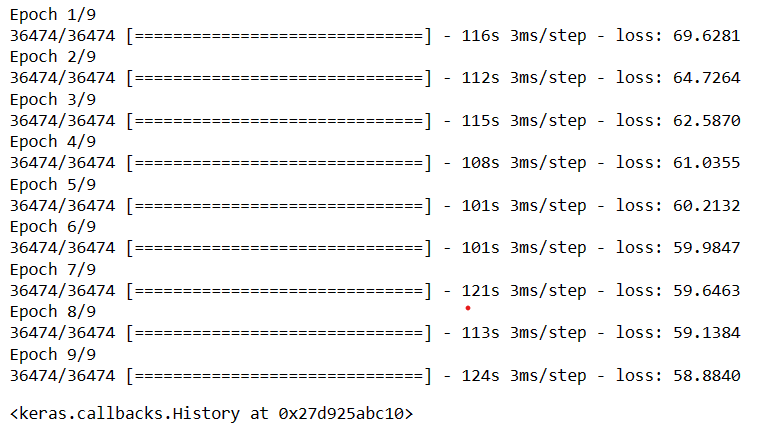 Epoch 1/9
36474/36474 [==============================] - 116s 3ms/step - loss: 69.6281
Epoch 2/9
36474/36474 [==============================] - 112s 3ms/step - loss: 64.7264
Epoch 3/9
36474/36474 [==============================] - 115s 3ms/step - loss: 62.5870
Epoch 4/9
36474/36474 [==============================] - 108s 3ms/step - loss: 61.0355
Epoch 5/9
36474/36474 [==============================] - 101s 3ms/step - loss: 60.2132
Epoch 6/9
36474/36474 [==============================] - 101s 3ms/step - loss: 59.9847
Epoch 7/9
36474/36474 [==============================] - 121s 3ms/step - loss: 59.6463
Epoch 8/9
36474/36474 [==============================] - 113s 3ms/step - loss: 59.1384
Epoch 9/9
36474/36474 [==============================] - 124s 3ms/step - loss: 58.8840
<keras.callbacks.History at 0x27d925abc10>